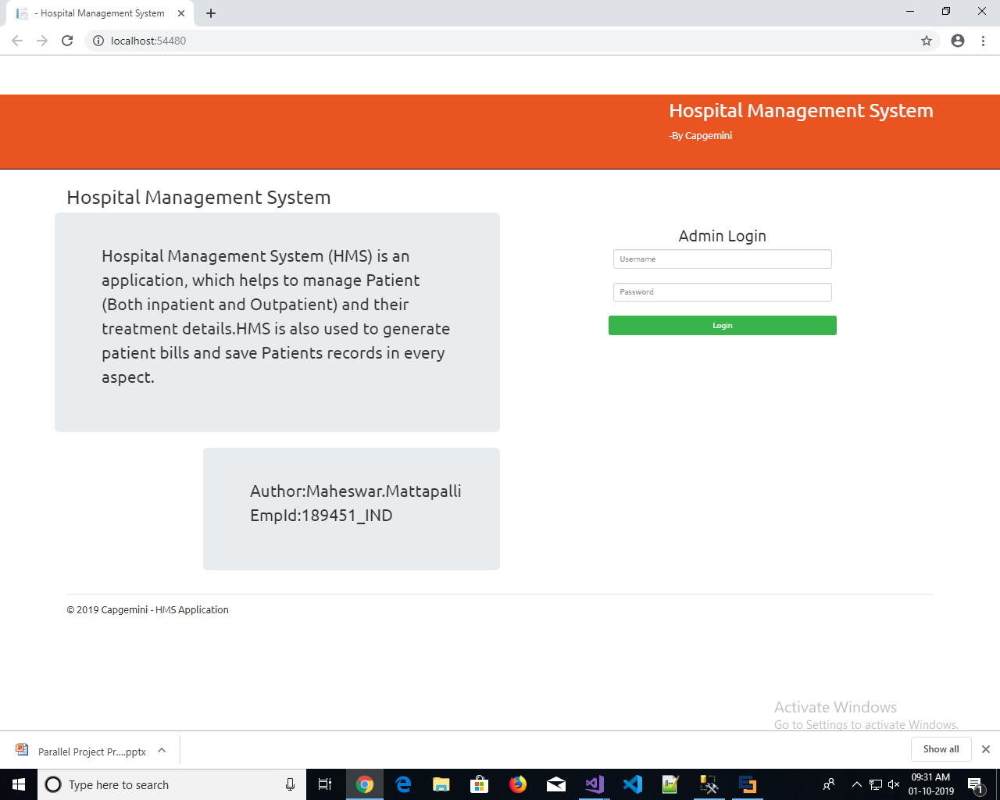 - Hospital Management System
localhost:54480
Hospital Management System
-By Capgemini
Hospital Management System
Hospital Management System (HMS) is an
application, which helps to manage Patient
(Both inpatient and Outpatient) and their
treatment details.HMS is also used to generate
patient bills and save Patients records in every
aspect.
Author:Maheswar.Mattapalli
EmpId:189451_IND
Admin Login
Username
Password
Login
© 2019 Capgemini - HMS Application
Activate Windows
Go to Settings to activate Windows.
Parallel Project Pr....pptx
Show all
Type here to search
09:31 AM
01-10-2019
1